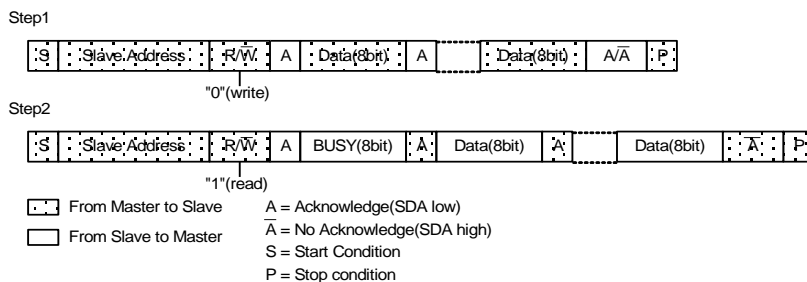 Step1
S Slave Address R/W̅ A Data(8bit) A Data(8bit) A/A̅ P
"0"(write)
Step2
S Slave Address R/W̅ A BUSY(8bit) A Data(8bit) A Data(8bit) A̅ P
"1"(read)
From Master to Slave
From Slave to Master
A = Acknowledge(SDA low)
A̅ = No Acknowledge(SDA high)
S = Start Condition
P = Stop condition